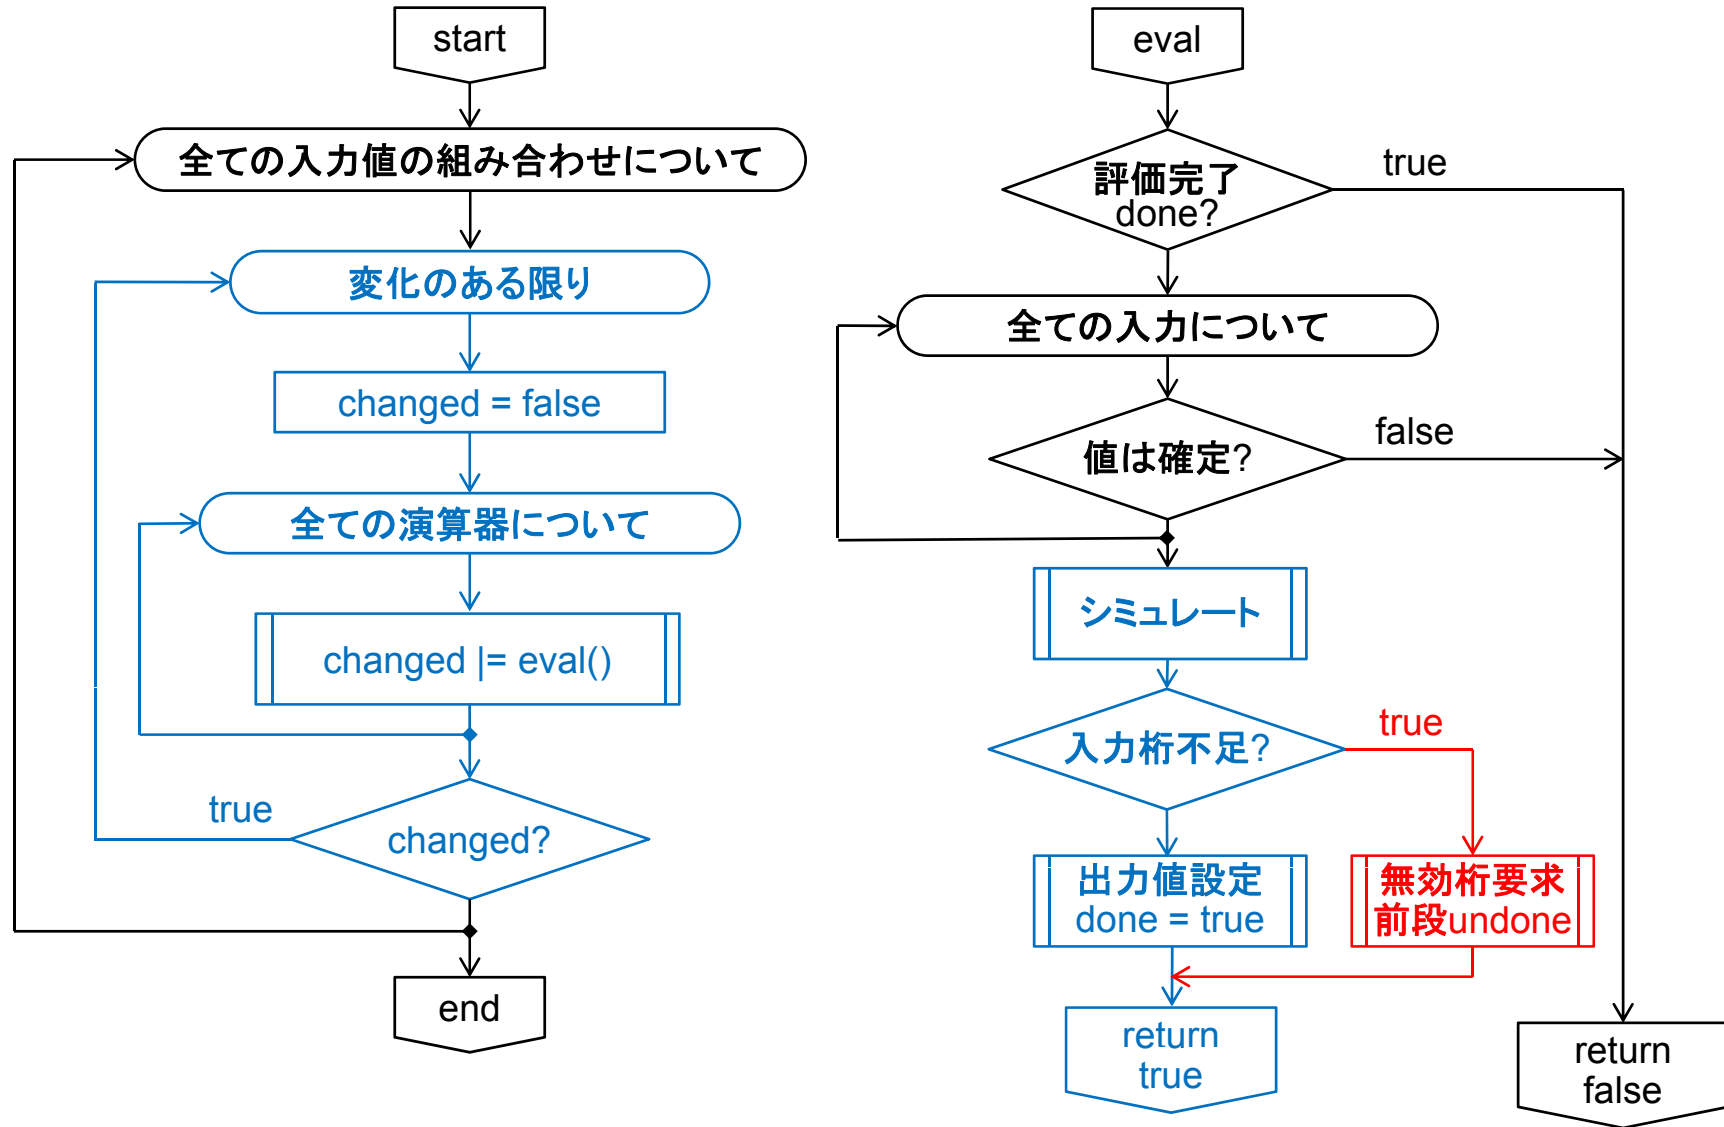 start
全ての入力値の組み合わせについて
変化のある限り
changed = false
全ての演算器について
changed |= eval()
true
changed?
end
eval
評価完了
done?
true
全ての入力について
値は確定?
false
シミュレート
入力桁不足?
true
出力値設定
done = true
無効桁要求
前段undone
return
true
return
false